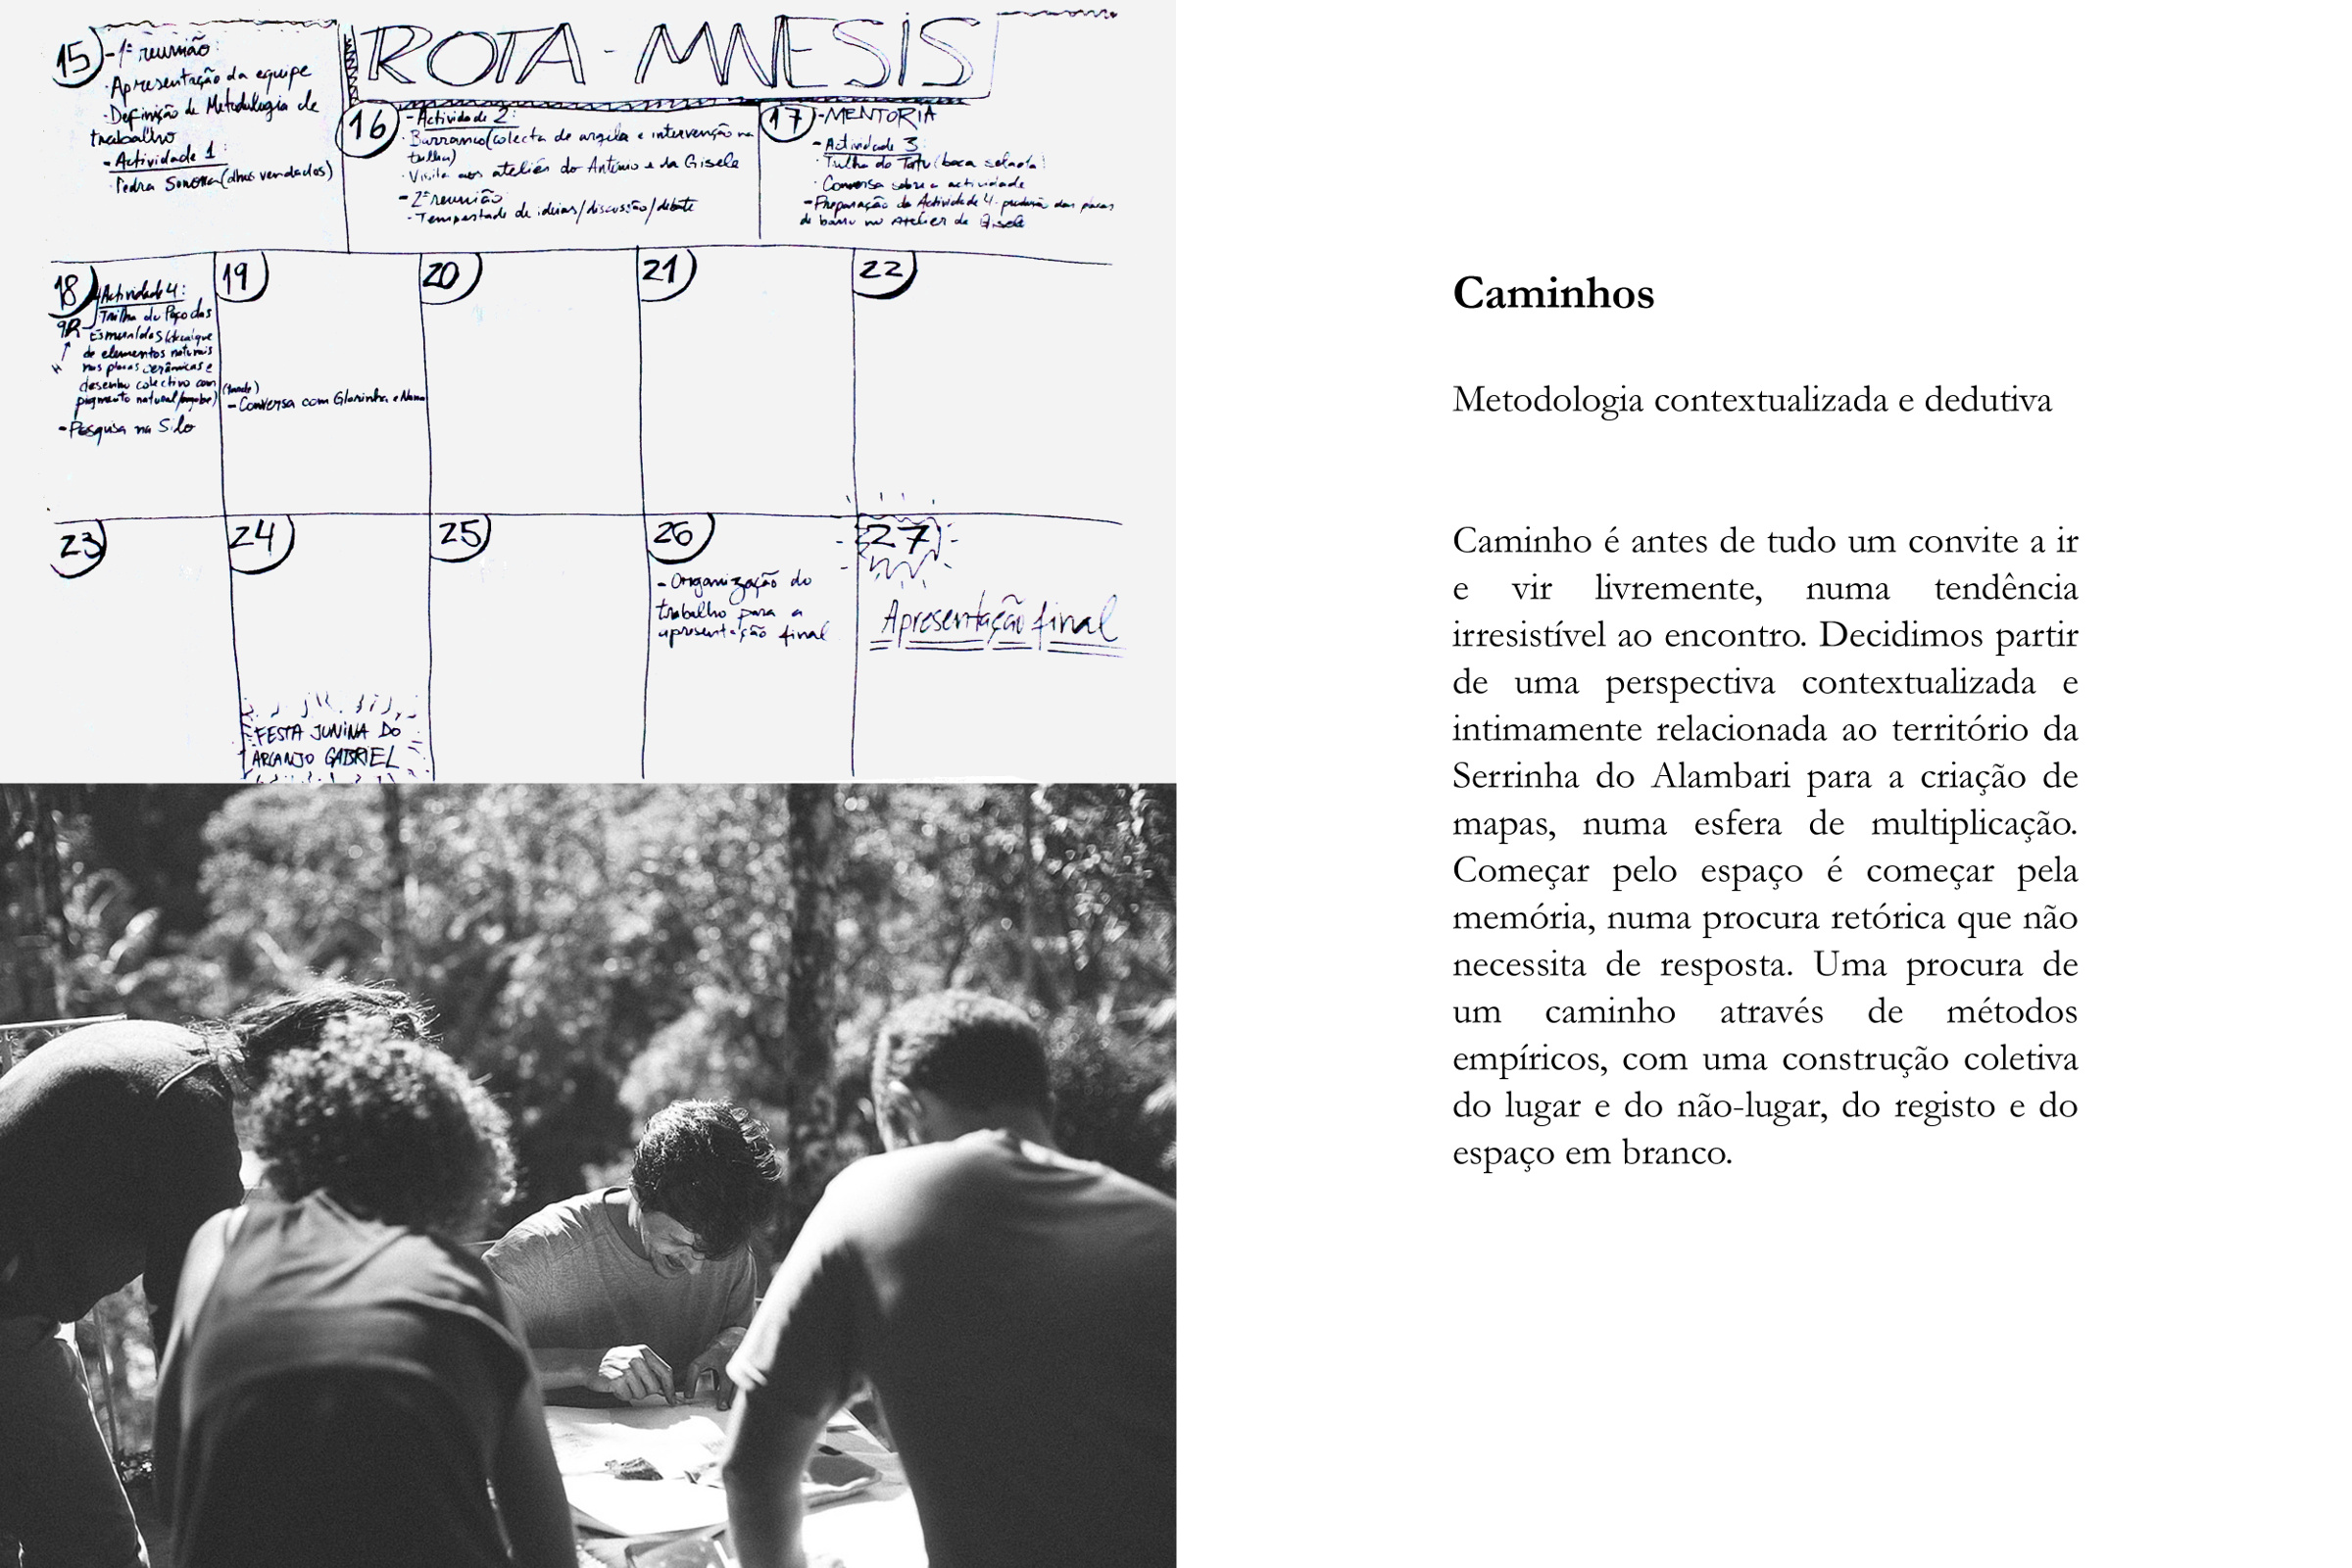 ROTA-MNESIS
15 - 1ª reunião
· Apresentação da equipe
· Definição de Metodologia de
trabalho
- Actividade 1:
· Pedra Sonora (olhos vendados)
16 - Actividade 2:
· Barranco (colecta de argila e intervenção na
trilha)
· Visita aos ateliês do António e da Gisele
- 2ª reunião
- Tempestade de ideias/discussão/debate
17 - MENTORIA
- Actividade 3
· Trilha do Tatu (boca selada)
· Conversa sobre a actividade
- Preparação da Actividade 4 - produção das placas
de barro no Atelier da Gisele
18 Actividade 4:
Trilha do Poço das
Esmeraldas (decalque
de elementos naturais
nas placas cerâmicas e
desenho colectivo com
pigmento natural/engobe)
- Pesquisa na Silo
19
(tarde)
- Conversa com Glorinha e
20
21
22
23
24
FESTA JUNINA DO
ARCANJO GABRIEL
25
26
- Organização do
trabalho para a
apresentação final
27
Apresentação final
Caminhos
Metodologia contextualizada e dedutiva
Caminho é antes de tudo um convite a ir
e vir livremente, numa tendência
irresistível ao encontro. Decidimos partir
de uma perspectiva contextualizada e
intimamente relacionada ao território da
Serrinha do Alambari para a criação de
mapas, numa esfera de multiplicação.
Começar pelo espaço é começar pela
memória, numa procura retórica que não
necessita de resposta. Uma procura de
um caminho através de métodos
empíricos, com uma construção coletiva
do lugar e do não-lugar, do registo e do
espaço em branco.